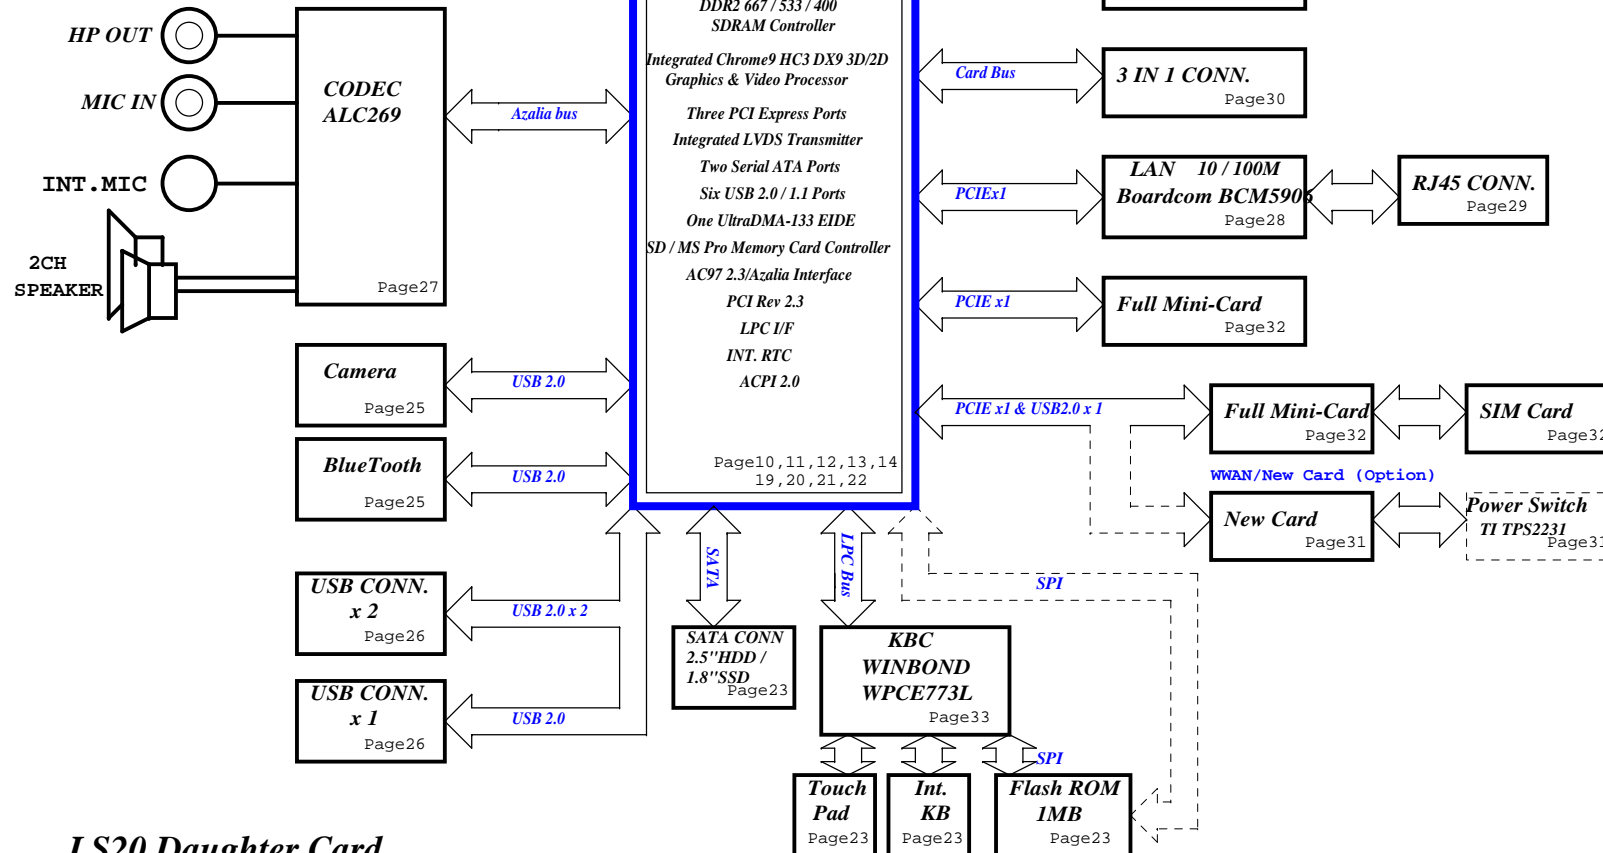 HP OUT
MIC IN
INT.MIC
2CH
SPEAKER
CODEC
ALC269
Page27
Azalia bus
Camera
Page25
USB 2.0
BlueTooth
Page25
USB 2.0
USB CONN.
x 2
Page26
USB 2.0 x 2
USB CONN.
x 1
Page26
USB 2.0
DDR2 667 / 533 / 400
SDRAM Controller
Integrated Chrome9 HC3 DX9 3D/2D
Graphics & Video Processor
Three PCI Express Ports
Integrated LVDS Transmitter
Two Serial ATA Ports
Six USB 2.0 / 1.1 Ports
One UltraDMA-133 EIDE
SD / MS Pro Memory Card Controller
AC97 2.3/Azalia Interface
PCI Rev 2.3
LPC I/F
INT. RTC
ACPI 2.0
Page10,11,12,13,14
19,20,21,22
SATA
SATA CONN
2.5"HDD /
1.8"SSD
Page23
LPC Bus
KBC
WINBOND
WPCE773L
Page33
SPI
SPI
Touch
Pad
Page23
Int.
KB
Page23
Flash ROM
1MB
Page23
Card Bus
3 IN 1 CONN.
Page30
PCIEx1
LAN 10 / 100M
Boardcom BCM5906
Page28
RJ45 CONN.
Page29
PCIE x1
Full Mini-Card
Page32
PCIE x1 & USB2.0 x 1
Full Mini-Card
Page32
SIM Card
Page32
WWAN/New Card (Option)
New Card
Page31
Power Switch
TI TPS2231
Page31
LS20 Daughter Card